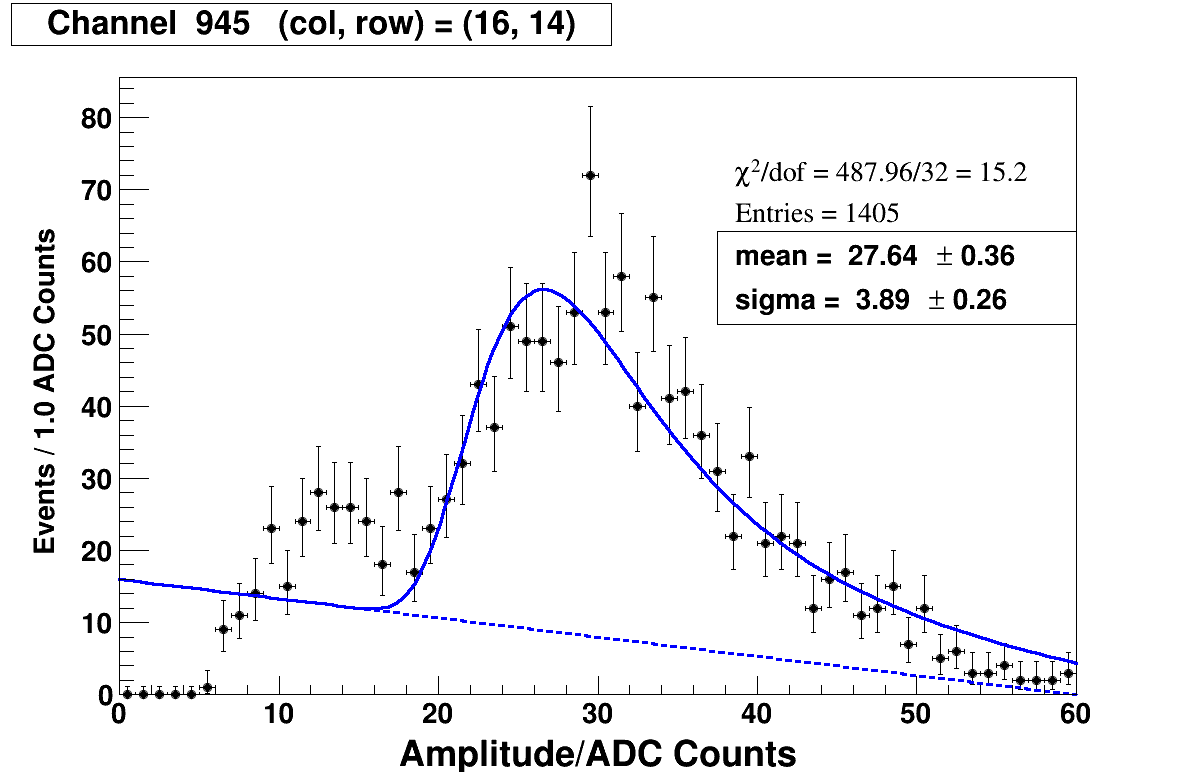 Channel 945 (col, row) = (16, 14)
χ²/dof = 487.96/32 = 15.2
Entries = 1405
mean = 27.64 ± 0.36
sigma = 3.89 ± 0.26
Events / 1.0 ADC Counts
80
70
60
50
40
30
20
10
0
0 10 20 30 40 50 60
Amplitude/ADC Counts